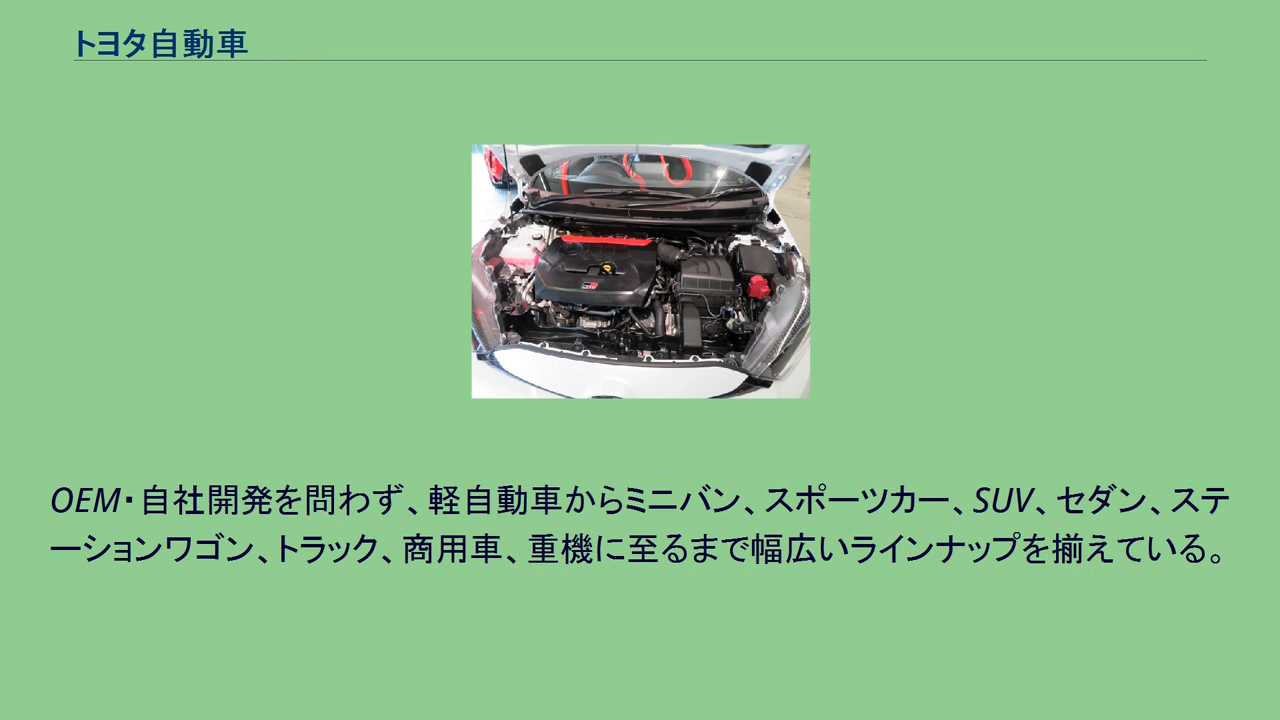 トヨタ自動車
OEM・自社開発を問わず、軽自動車からミニバン、スポーツカー、SUV、セダン、ステ
ーションワゴン、トラック、商用車、重機に至るまで幅広いラインナップを揃えている。
GR